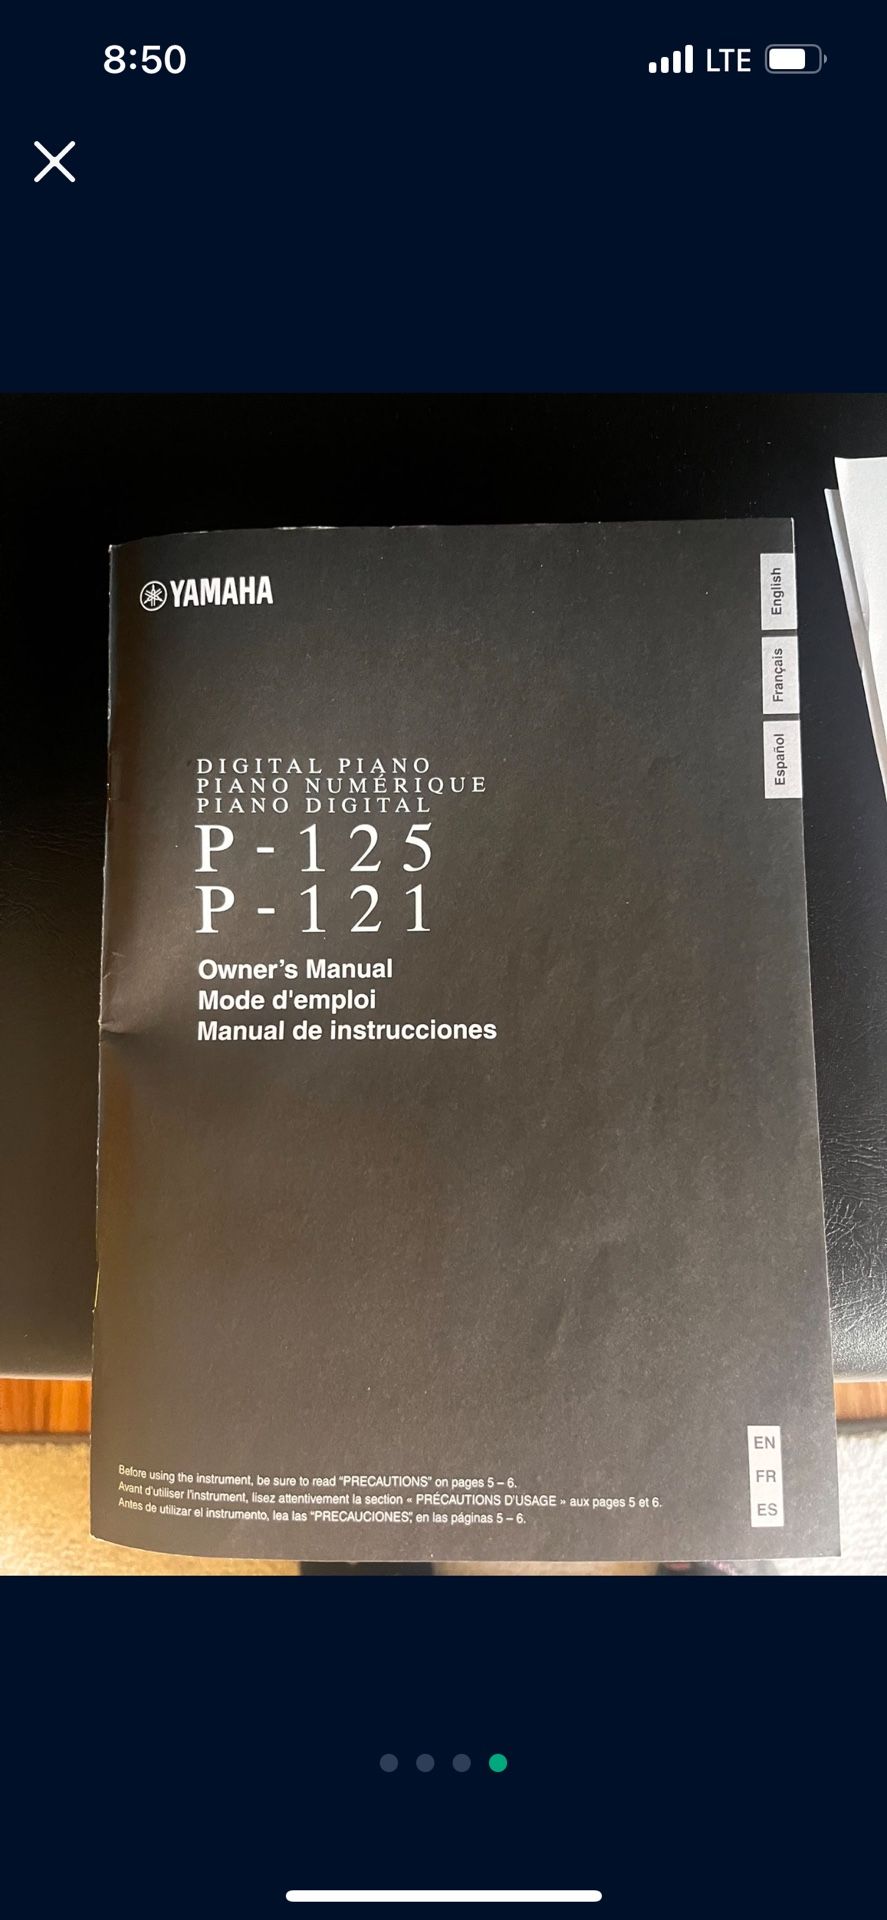 8:50
LTE
YAMAHA
English
Français
Español
DIGITAL PIANO
PIANO NUMÉRIQUE
PIANO DIGITAL
P-125
P-121
Owner's Manual
Mode d'emploi
Manual de instrucciones
EN
FR
ES
Before using the instrument, be sure to read "PRECAUTIONS" on pages 5 – 6.
Avant d'utiliser l'instrument, lisez attentivement la section « PRÉCAUTIONS D'USAGE » aux pages 5 et 6.
Antes de utilizar el instrumento, lea las "PRECAUCIONES", en las páginas 5 – 6.